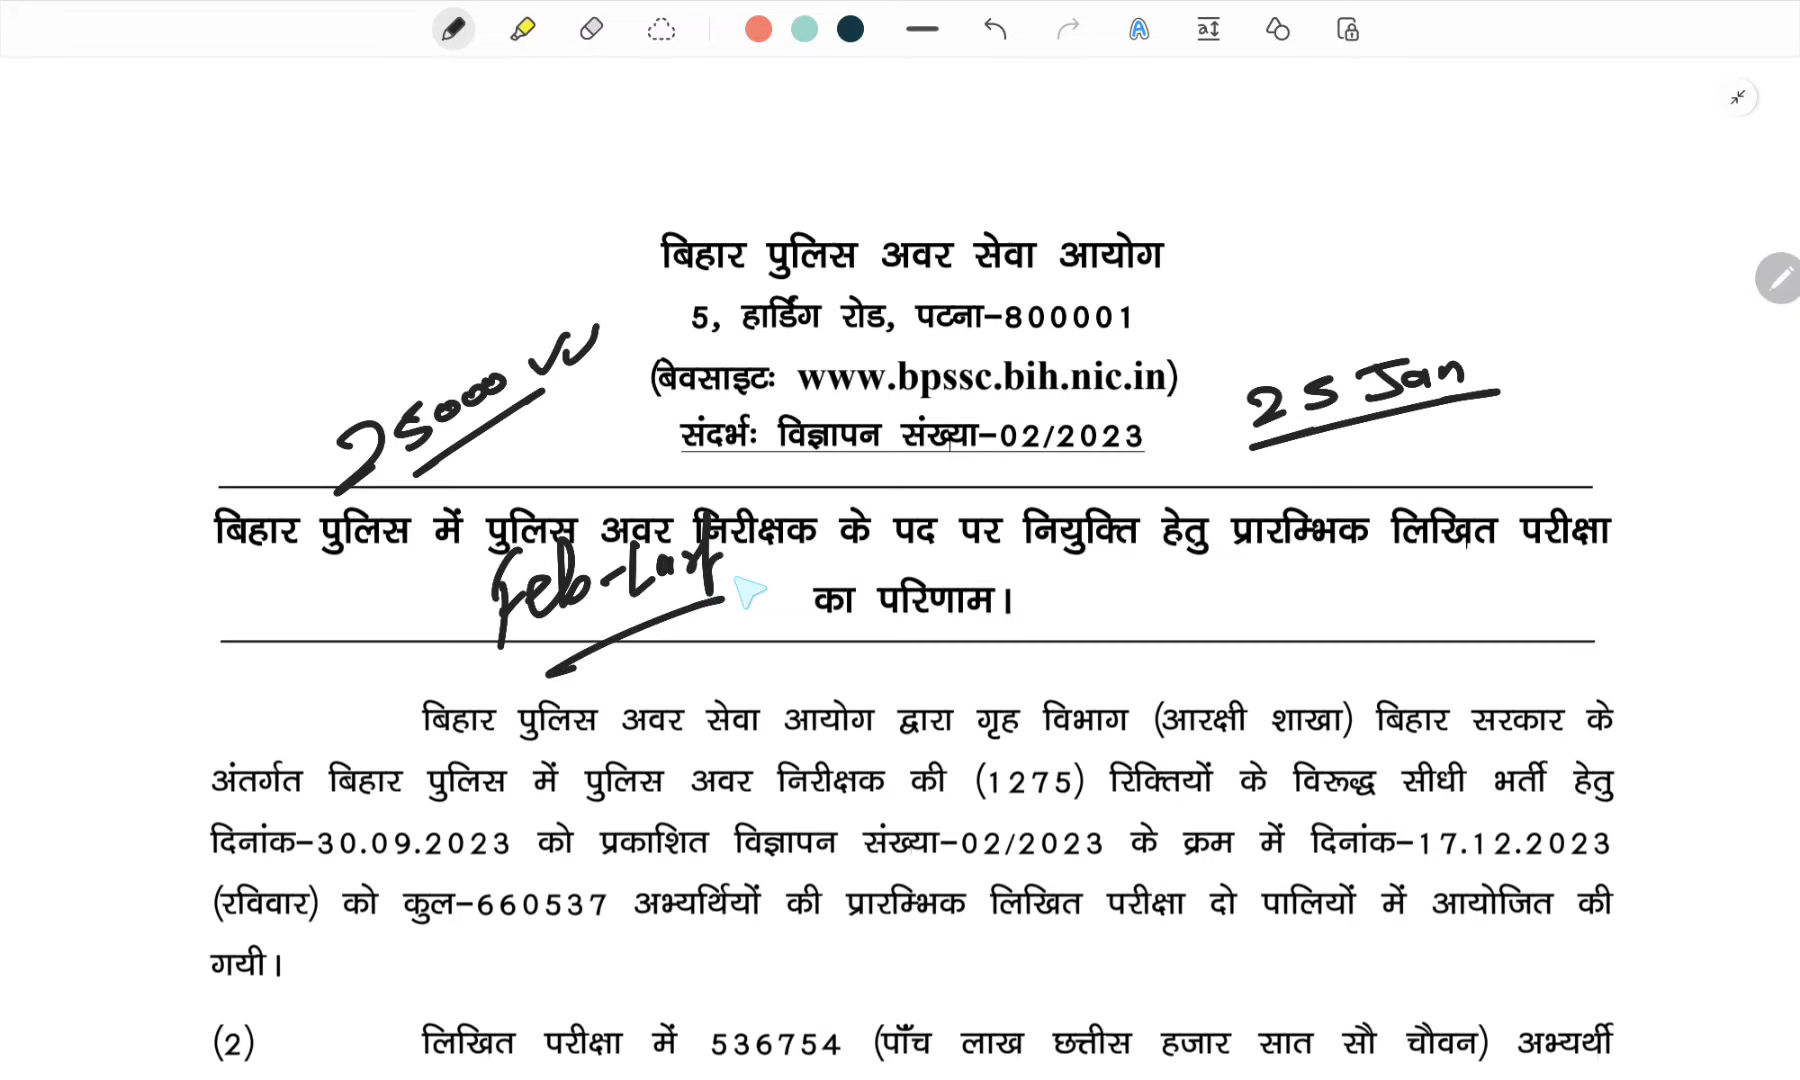 बिहार पुलिस अवर सेवा आयोग
5, हार्डिंग रोड, पटना-800001
(बेवसाइटः www.bpssc.bih.nic.in)
संदर्भः विज्ञापन संख्या-02/2023
25000
25 Jan
बिहार पुलिस में पुलिस अवर निरीक्षक के पद पर नियुक्ति हेतु प्रारम्भिक लिखित परीक्षा
का परिणाम।
Feb-Last
बिहार पुलिस अवर सेवा आयोग द्वारा गृह विभाग (आरक्षी शाखा) बिहार सरकार के
अंतर्गत बिहार पुलिस में पुलिस अवर निरीक्षक की (1275) रिक्तियों के विरूद्ध सीधी भर्ती हेतु
दिनांक-30.09.2023 को प्रकाशित विज्ञापन संख्या-02/2023 के क्रम में दिनांक-17.12.2023
(रविवार) को कुल-660537 अभ्यर्थियों की प्रारम्भिक लिखित परीक्षा दो पालियों में आयोजित की
गयी।
(2) लिखित परीक्षा में 536754 (पाँच लाख छत्तीस हजार सात सौ चौवन) अभ्यर्थी